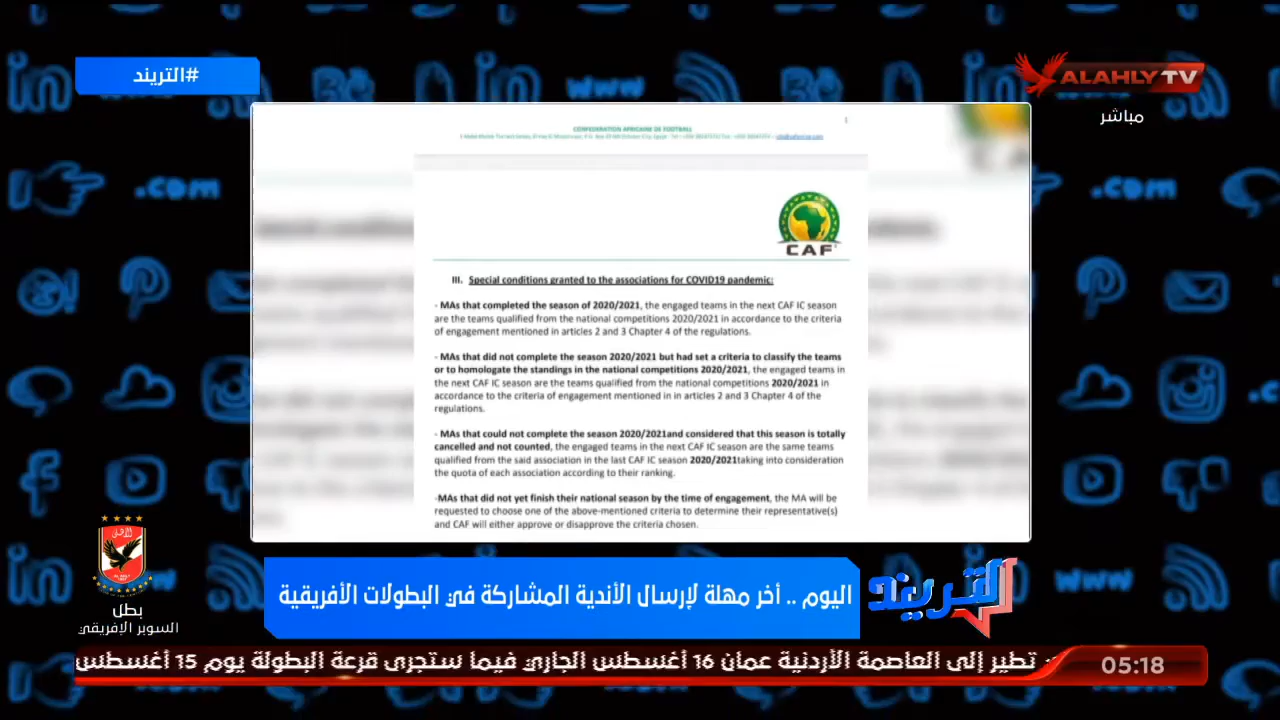 #التريند
ALAHLY TV
مباشر
CONFEDERATION AFRICAINE DE FOOTBALL
CAF
III. Special conditions granted to the associations for COVID19 pandemic:
- MAs that completed the season of 2020/2021, the engaged teams in the next CAF IC season
are the teams qualified from the national competitions 2020/2021 in accordance to the criteria
of engagement mentioned in articles 2 and 3 Chapter 4 of the regulations.
- MAs that did not complete the season 2020/2021 but had set a criteria to classify the teams
or to homologate the standings in the national competitions 2020/2021, the engaged teams in
the next CAF IC season are the teams qualified from the national competitions 2020/2021 in
accordance to the criteria of engagement mentioned in in articles 2 and 3 Chapter 4 of the
regulations.
- MAs that could not complete the season 2020/2021and considered that this season is totally
cancelled and not counted, the engaged teams in the next CAF IC season are the same teams
qualified from the said association in the last CAF IC season 2020/2021taking into consideration
the quota of each association according to their ranking.
-MAs that did not yet finish their national season by the time of engagement, the MA will be
requested to choose one of the above-mentioned criteria to determine their representative(s)
and CAF will either approve or disapprove the criteria chosen.
التريند
اليوم .. أخر مهلة لإرسال الأندية المشاركة في البطولات الأفريقية
بطل
السوبر الإفريقي
تطير إلى العاصمة الأردنية عمان 16 أغسطس الجاري فيما ستجرى قرعة البطولة يوم 15 أغسطس
05:18